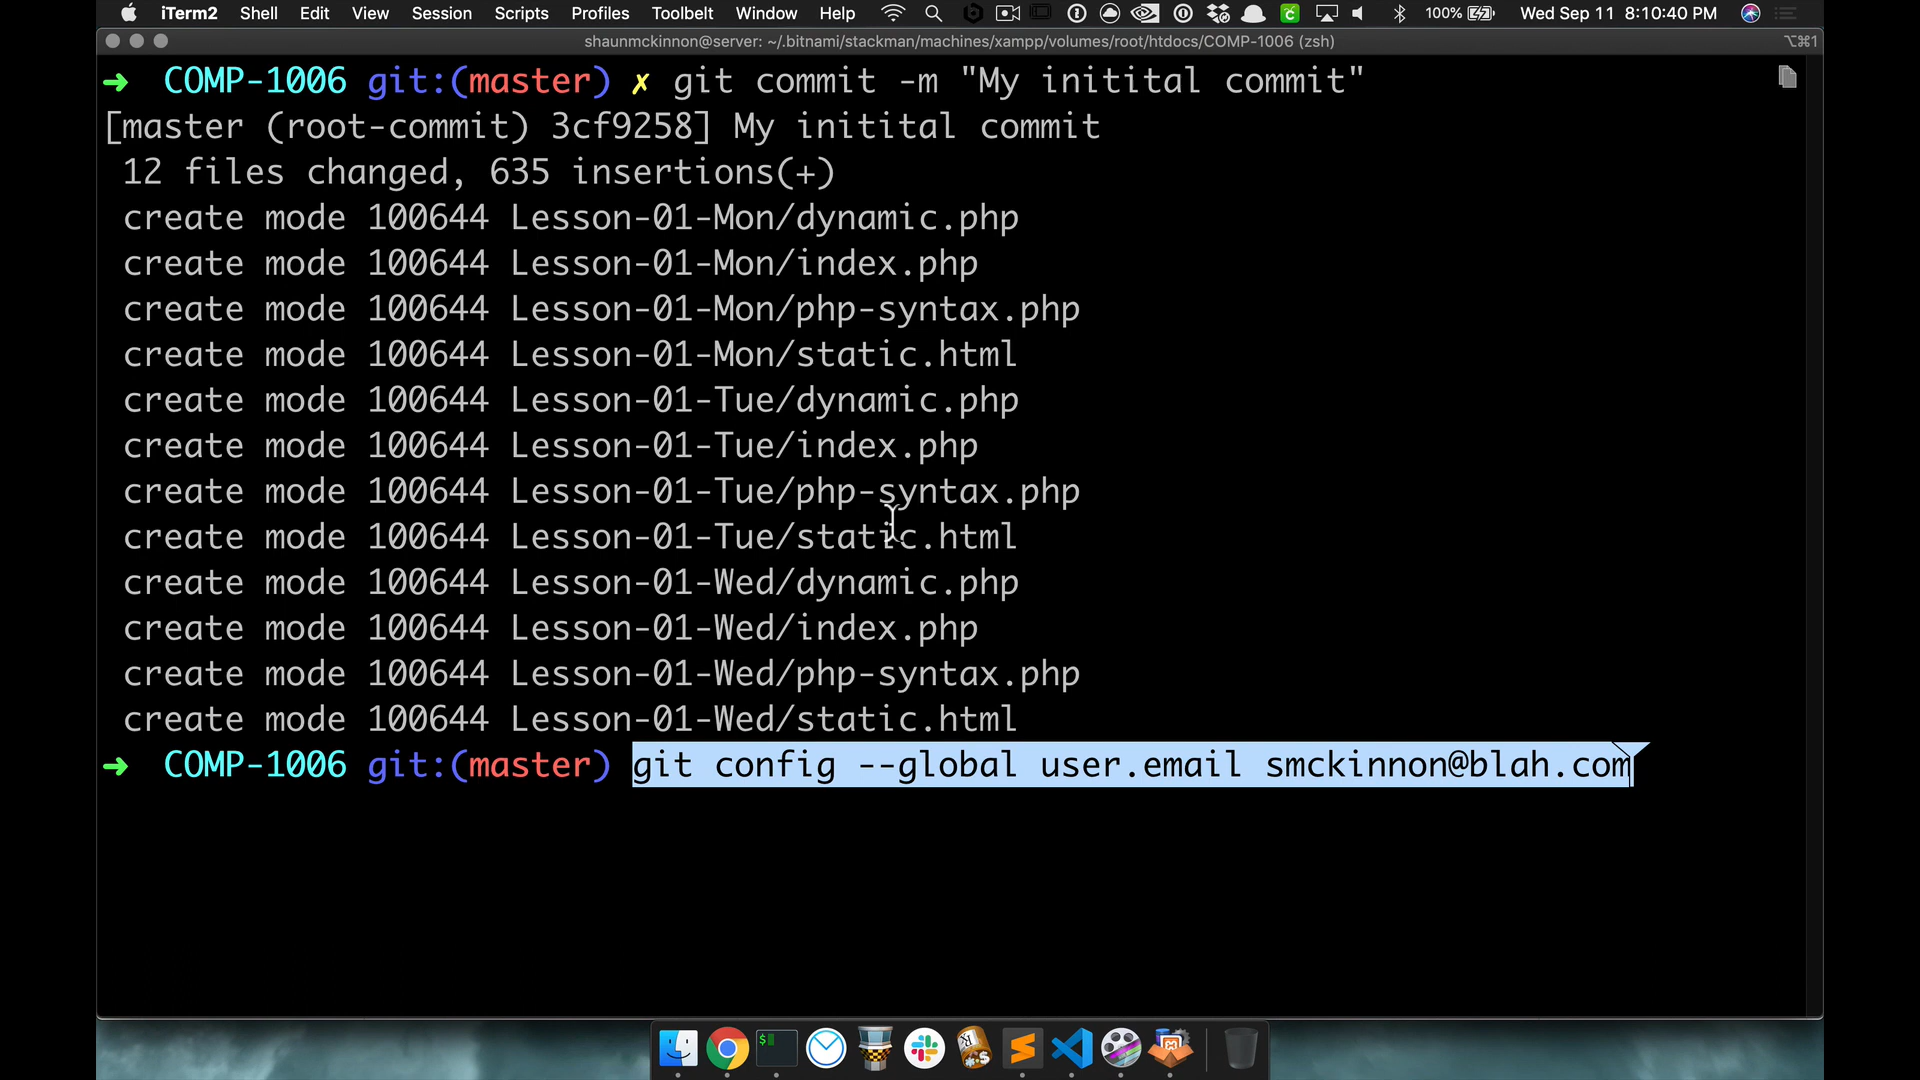 iTerm2 Shell Edit View Session Scripts Profiles Toolbelt Window Help 100% Wed Sep 11 8:10:40 PM
shaunmckinnon@server: ~/.bitnami/stackman/machines/xampp/volumes/root/htdocs/COMP-1006 (zsh) ⌥⌘1
➜ COMP-1006 git:(master) ✗ git commit -m "My initital commit"
[master (root-commit) 3cf9258] My initital commit
12 files changed, 635 insertions(+)
create mode 100644 Lesson-01-Mon/dynamic.php
create mode 100644 Lesson-01-Mon/index.php
create mode 100644 Lesson-01-Mon/php-syntax.php
create mode 100644 Lesson-01-Mon/static.html
create mode 100644 Lesson-01-Tue/dynamic.php
create mode 100644 Lesson-01-Tue/index.php
create mode 100644 Lesson-01-Tue/php-syntax.php
create mode 100644 Lesson-01-Tue/static.html
create mode 100644 Lesson-01-Wed/dynamic.php
create mode 100644 Lesson-01-Wed/index.php
create mode 100644 Lesson-01-Wed/php-syntax.php
create mode 100644 Lesson-01-Wed/static.html
➜ COMP-1006 git:(master) git config --global user.email smckinnon@blah.com